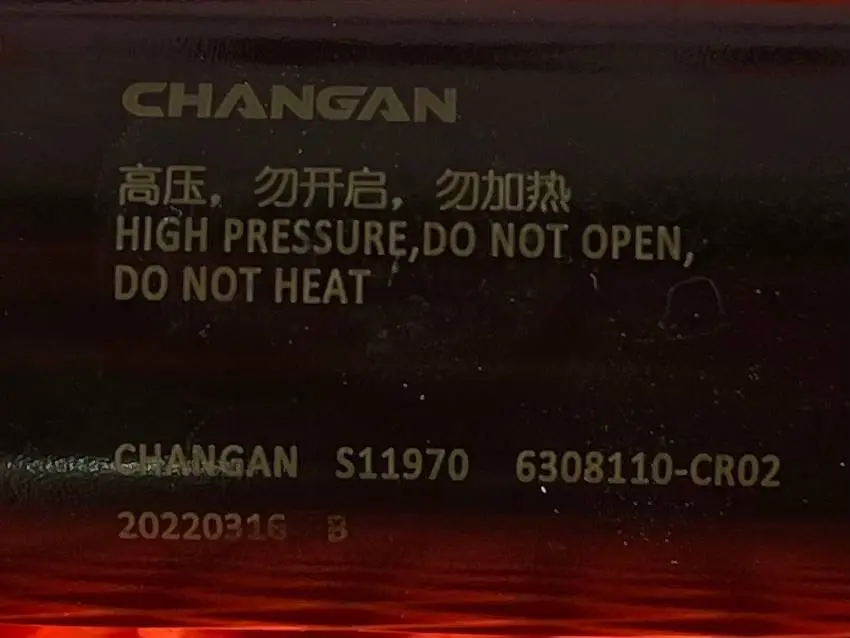 CHANGAN
高压，勿开启，勿加热
HIGH PRESSURE,DO NOT OPEN,
DO NOT HEAT
CHANGAN S11970 6308110-CR02
20220316 B